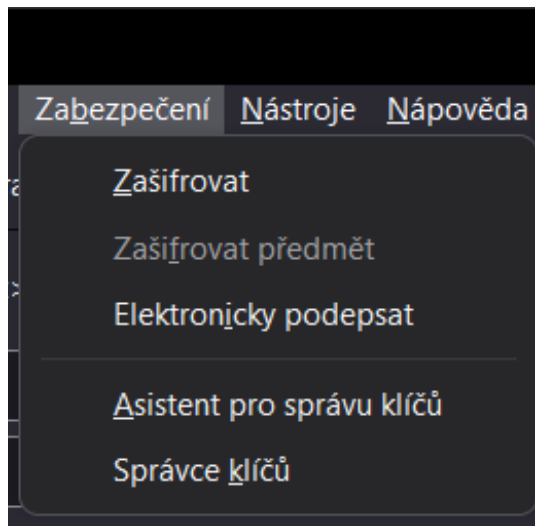 Zabezpečení Nástroje Nápověda
Zašifrovat
Zašifrovat předmět
Elektronicky podepsat
Asistent pro správu klíčů
Správce klíčů